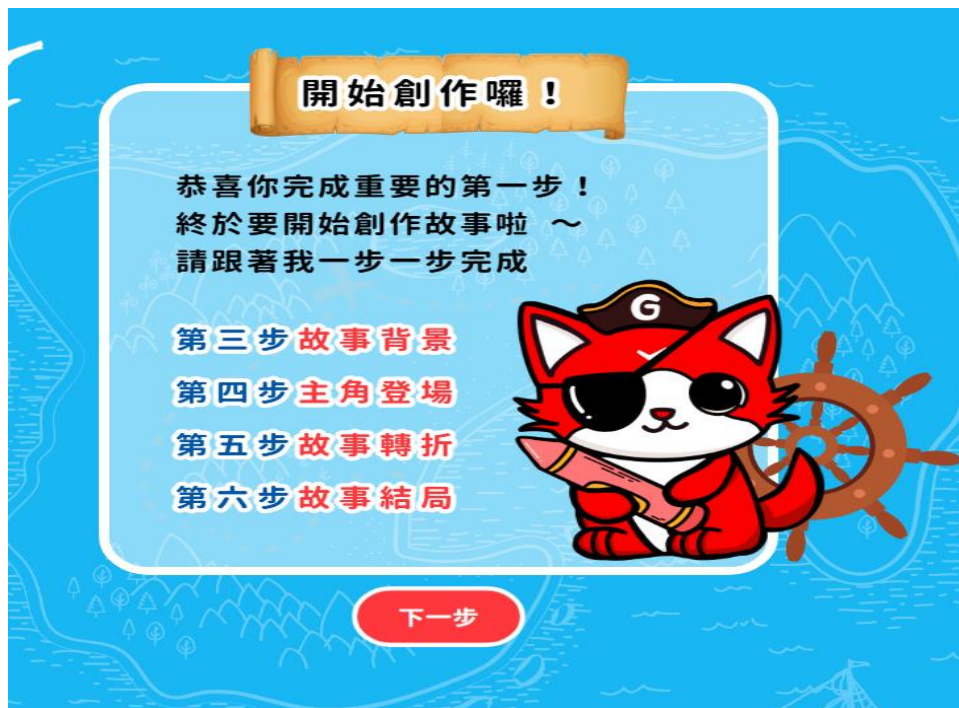 開始創作囉！
恭喜你完成重要的第一步！
終於要開始創作故事啦 ～
請跟著我一步一步完成
第三步故事背景
第四步主角登場
第五步故事轉折
第六步故事結局
G
下一步